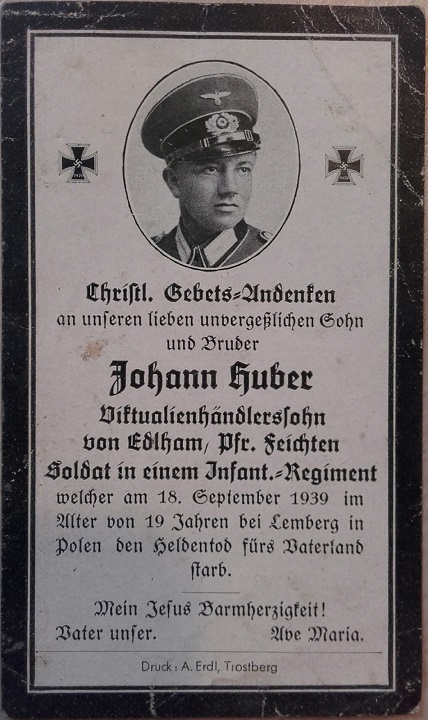 Christl. Gebets-Andenken
an unseren lieben unvergeßlichen Sohn
und Bruder
Johann Huber
Viktualienhändlerssohn
von Edlham, Pfr. Feichten
Soldat in einem Infant.-Regiment
welcher am 18. September 1939 im
Alter von 19 Jahren bei Lemberg in
Polen den Heldentod fürs Vaterland
starb.
Mein Jesus Barmherzigkeit!
Vater unser. Ave Maria.
Druck: A. Erdl, Trostberg